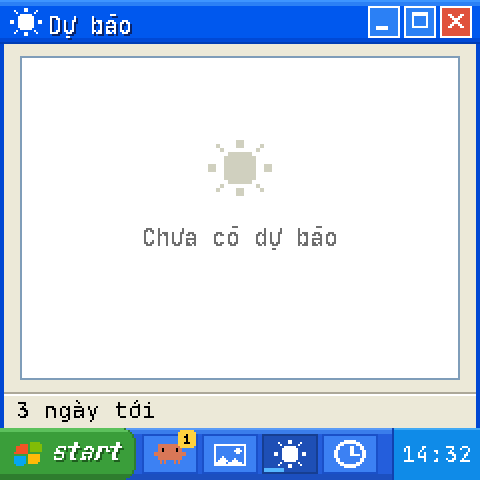 Dự báo
Chưa có dự báo
3 ngày tới
start
1
14:32